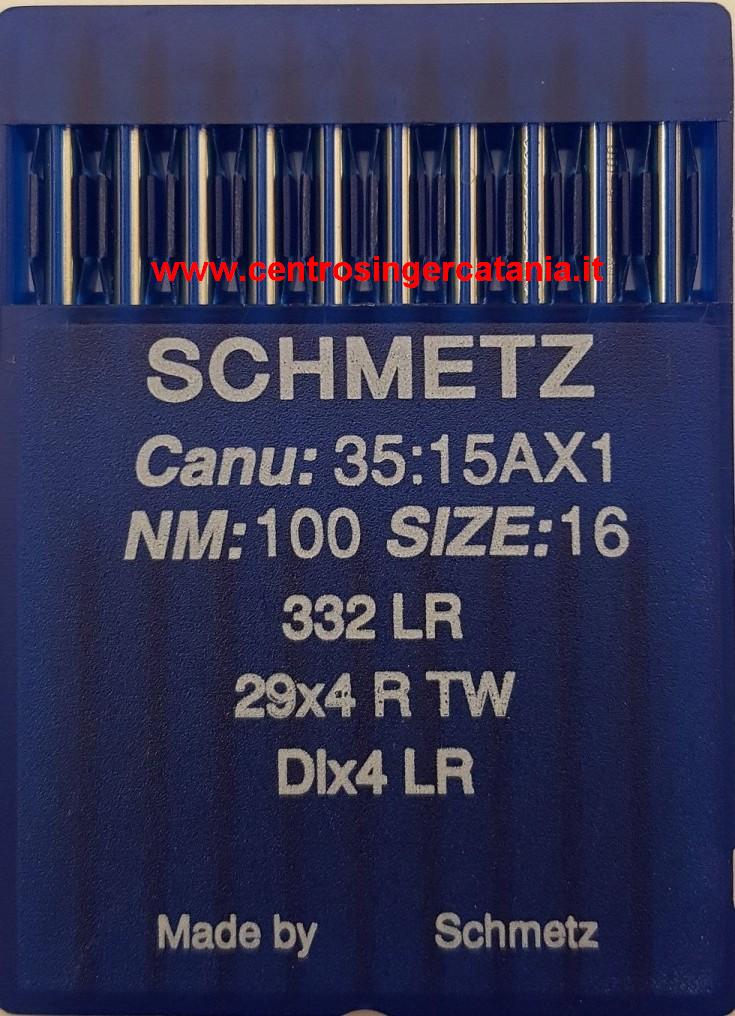 www.centrosingercatania.it
SCHMETZ
Canu: 35:15AX1
NM:100 SIZE:16
332 LR
29x4 R TW
DIx4 LR
Made by Schmetz